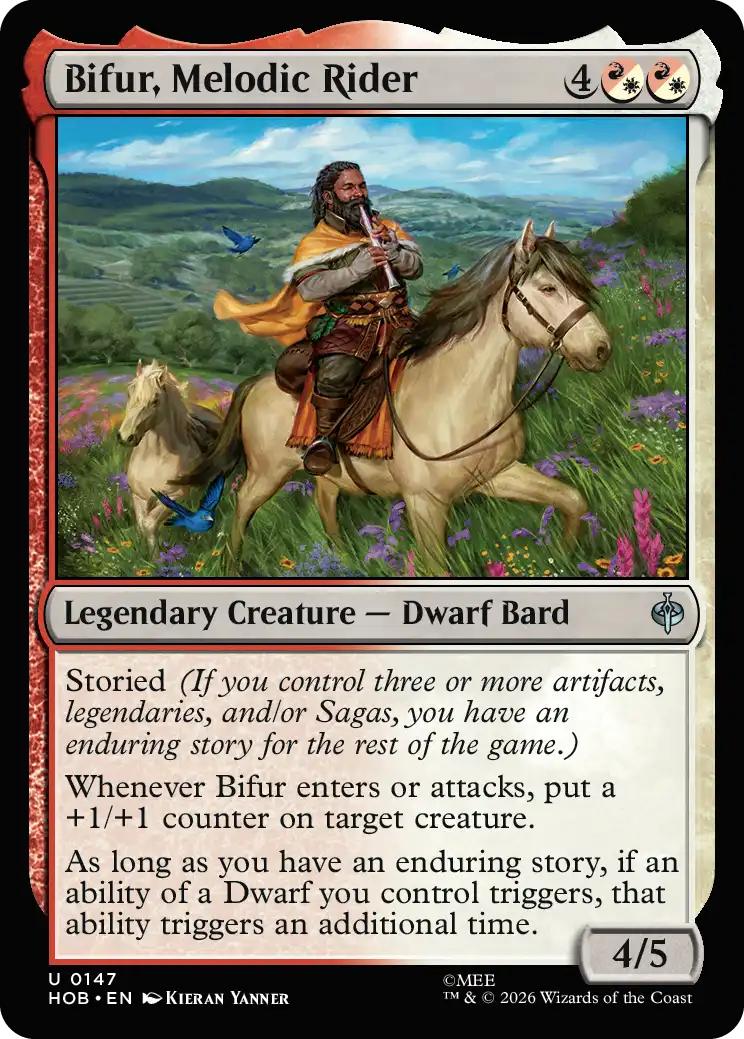 Bifur, Melodic Rider 4
Legendary Creature — Dwarf Bard
Storied (If you control three or more artifacts,
legendaries, and/or Sagas, you have an
enduring story for the rest of the game.)
Whenever Bifur enters or attacks, put a
+1/+1 counter on target creature.
As long as you have an enduring story, if an
ability of a Dwarf you control triggers, that
ability triggers an additional time.
4/5
U 0147
HOB • EN KIERAN YANNER
©MEE
™ & © 2026 Wizards of the Coast